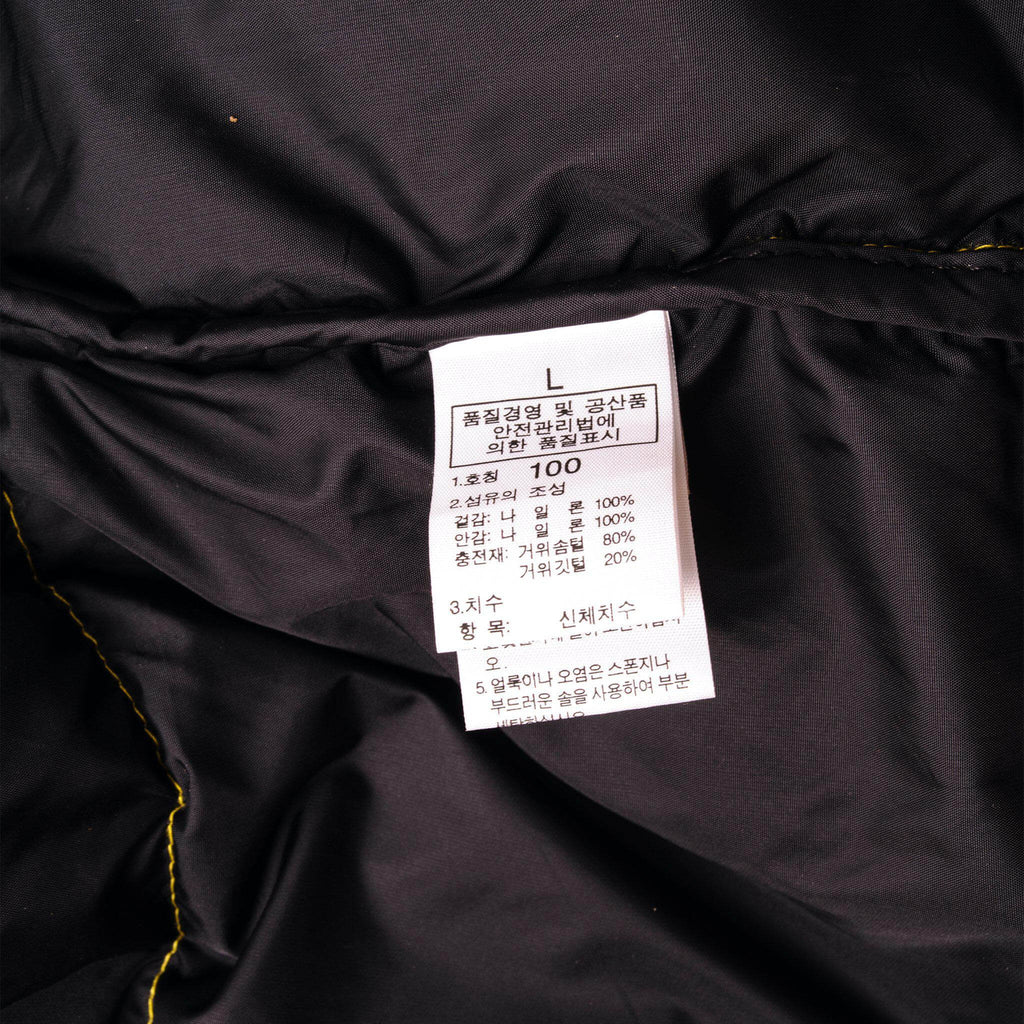 L
품질경영 및 공산품
안전관리법에
의한 품질표시
1.호칭 100
2.섬유의 조성
겉감: 나 일 론 100%
안감: 나 일 론 100%
충전재: 거위솜털 80%
거위깃털 20%
3.치수
항 목: 신체치수
오.
5. 얼룩이나 오염은 스폰지나
부드러운 솔을 사용하여 부분